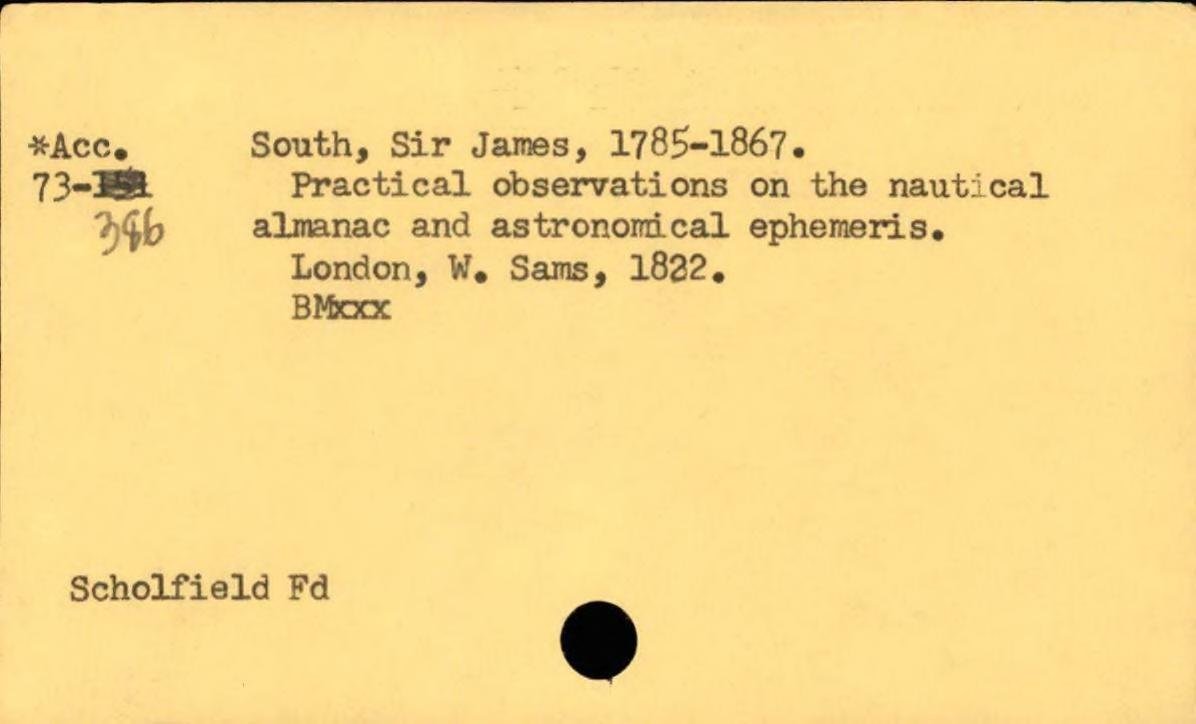 *Acc.
South, Sir James, 1785-1867.
73-
Practical observations on the nautical
386
almanac and astronomical ephemeris.
London, W. Sams, 1822.
BMxxx
Scholfield Fd